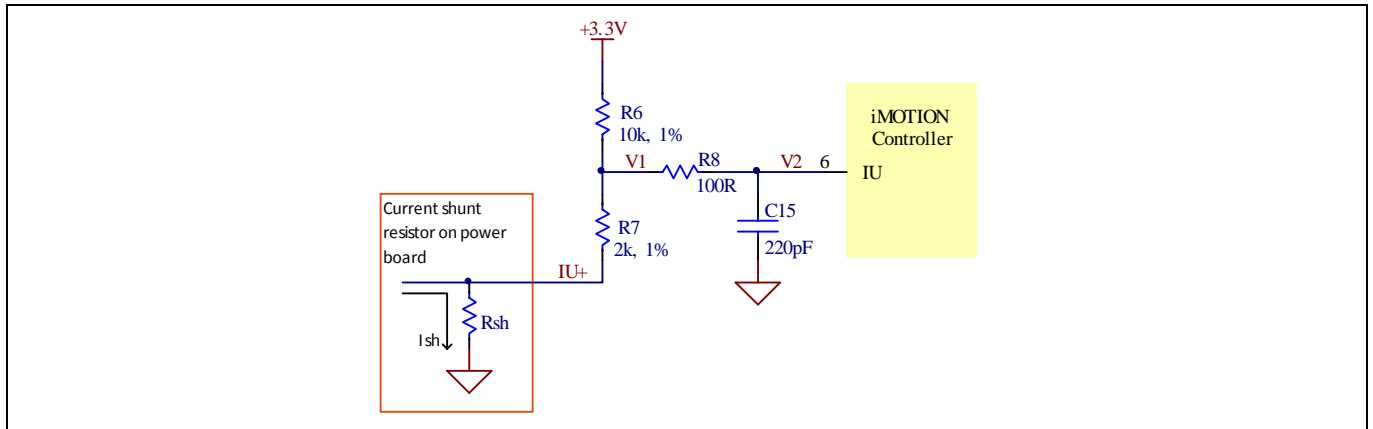 +3.3V
R6
10k, 1%
V1
R8
100R
V2
6
iMOTION
Controller
IU
C15
220pF
R7
2k, 1%
IU+
Current shunt
resistor on power
board
Rsh
Ish